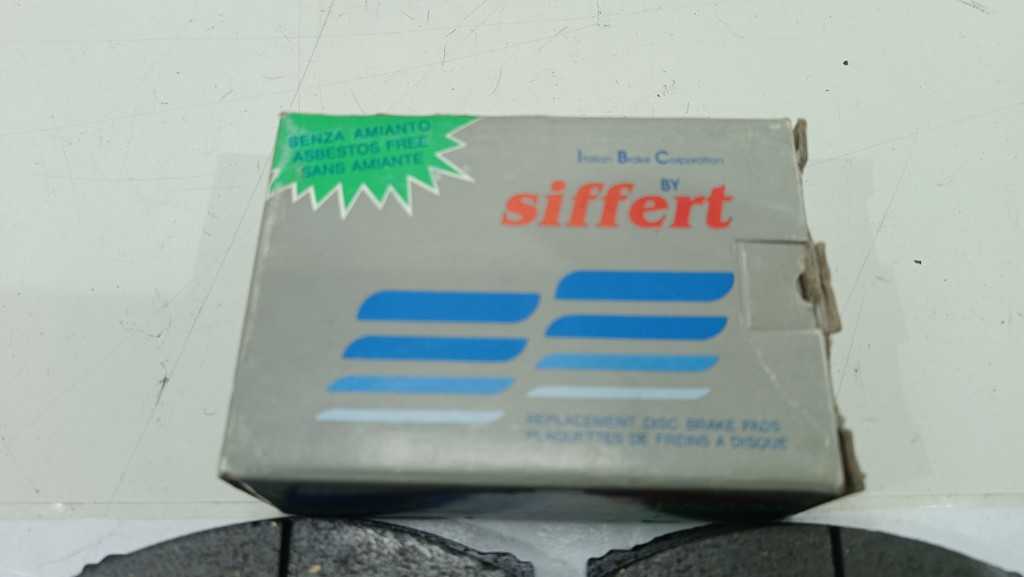 SENZA AMIANTO
ASBESTOS FREE
SANS AMIANTE
Italian Brake Corporation
BY
siffert
REPLACEMENT DISC BRAKE PADS
PLAQUETTES DE FREINS A DISQUE